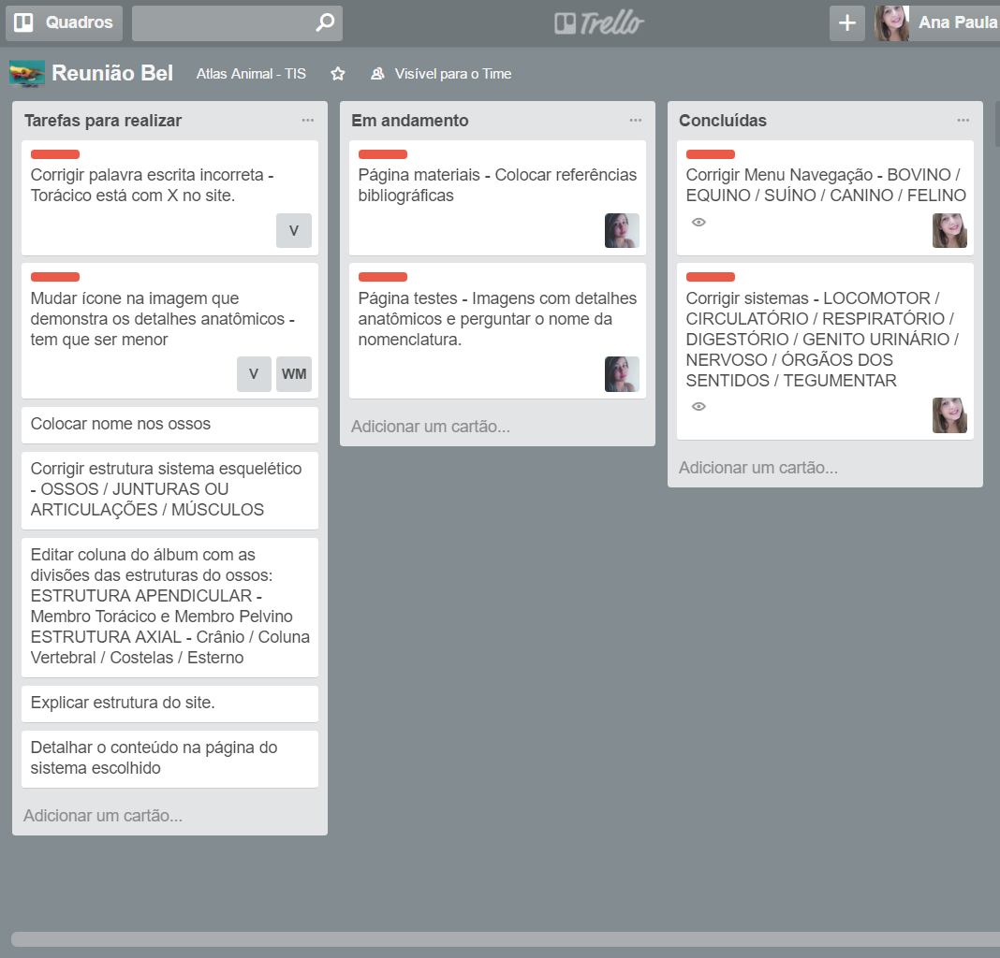 Quadros
Trello
Ana Paula
Reunião Bel
Atlas Animal - TIS
Visível para o Time
Tarefas para realizar
Corrigir palavra escrita incorreta -
Torácico está com X no site.
V
Mudar ícone na imagem que
demonstra os detalhes anatômicos -
tem que ser menor
V
WM
Colocar nome nos ossos
Corrigir estrutura sistema esquelético
- OSSOS / JUNTURAS OU
ARTICULAÇÕES / MÚSCULOS
Editar coluna do álbum com as
divisões das estruturas do ossos:
ESTRUTURA APENDICULAR -
Membro Torácico e Membro Pelvino
ESTRUTURA AXIAL - Crânio / Coluna
Vertebral / Costelas / Esterno
Explicar estrutura do site.
Detalhar o conteúdo na página do
sistema escolhido
Adicionar um cartão...
Em andamento
Página materiais - Colocar referências
bibliográficas
Página testes - Imagens com detalhes
anatômicos e perguntar o nome da
nomenclatura.
Adicionar um cartão...
Concluídas
Corrigir Menu Navegação - BOVINO /
EQUINO / SUÍNO / CANINO / FELINO
Corrigir sistemas - LOCOMOTOR /
CIRCULATÓRIO / RESPIRATÓRIO /
DIGESTÓRIO / GENITO URINÁRIO /
NERVOSO / ÓRGÃOS DOS
SENTIDOS / TEGUMENTAR
Adicionar um cartão...